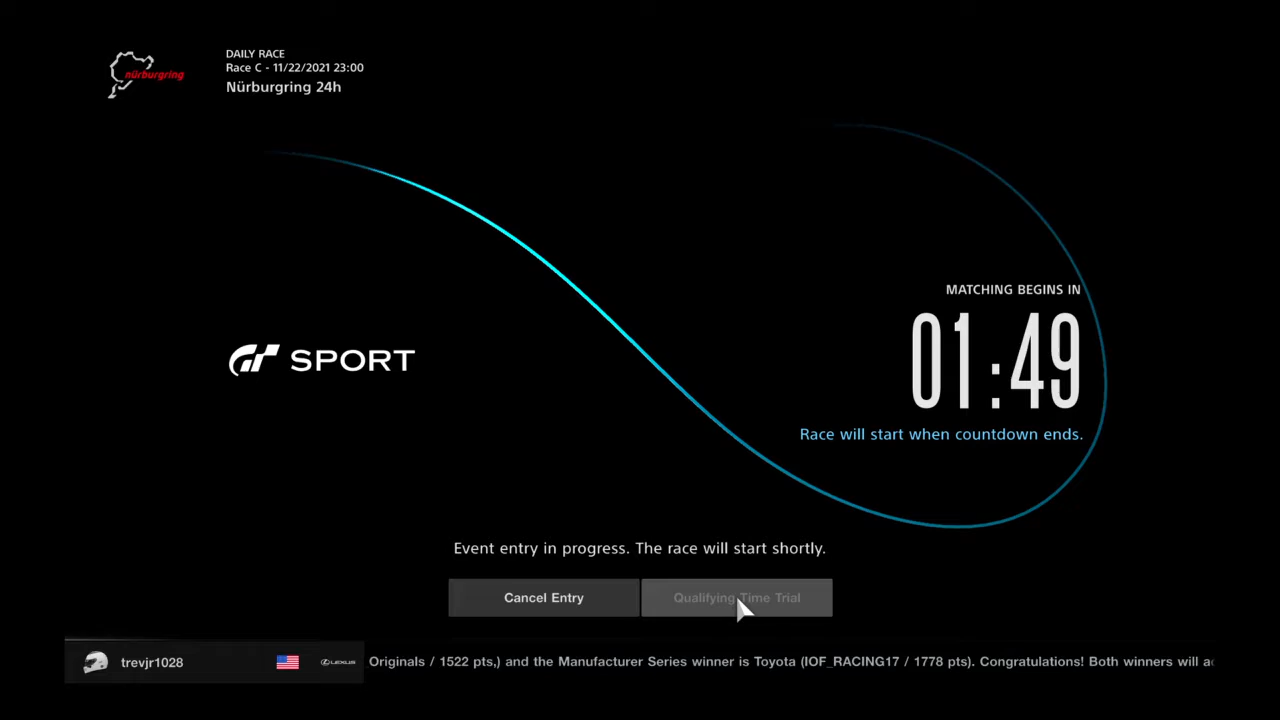 nürburgring
DAILY RACE
Race C - 11/22/2021 23:00
Nürburgring 24h
MATCHING BEGINS IN
01:49
Race will start when countdown ends.
GT SPORT
Event entry in progress. The race will start shortly.
Cancel Entry
Qualifying Time Trial
trevjr1028
LEXUS
Originals / 1522 pts,) and the Manufacturer Series winner is Toyota (IOF_RACING17 / 1778 pts). Congratulations! Both winners will